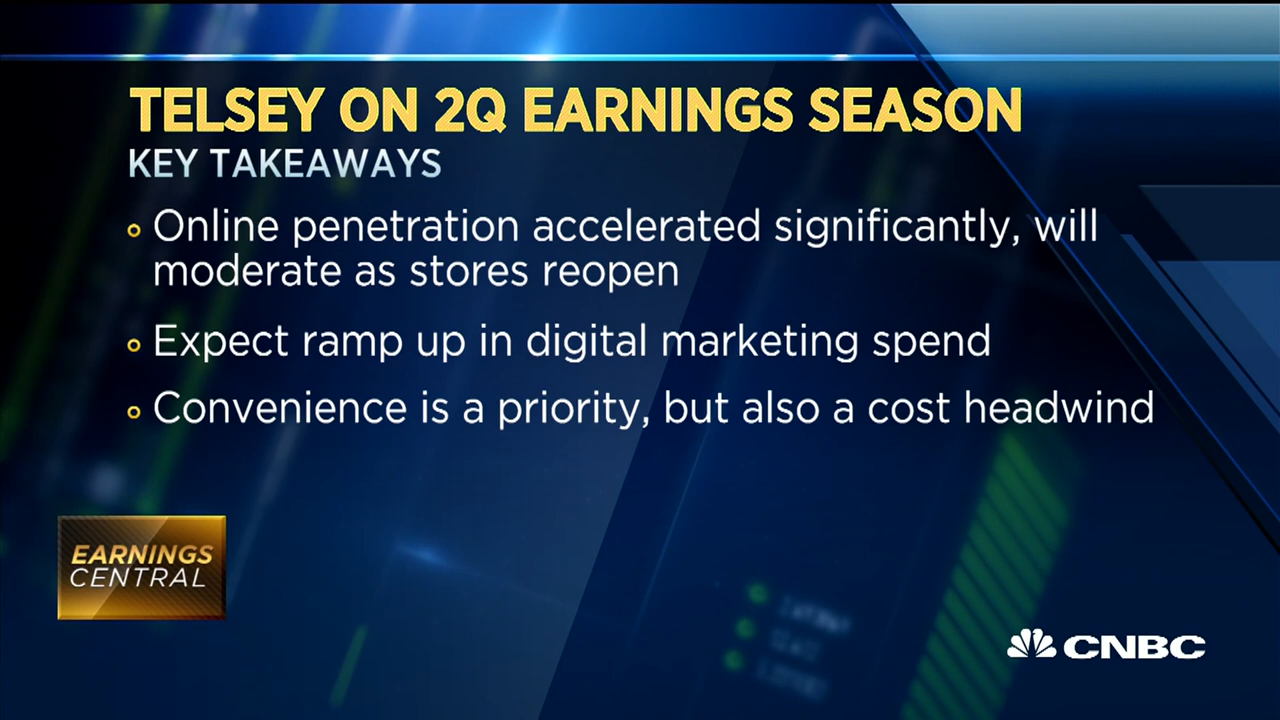 TELSEY ON 2Q EARNINGS SEASON
KEY TAKEAWAYS
Online penetration accelerated significantly, will
moderate as stores reopen
Expect ramp up in digital marketing spend
Convenience is a priority, but also a cost headwind
EARNINGS
CENTRAL
CNBC